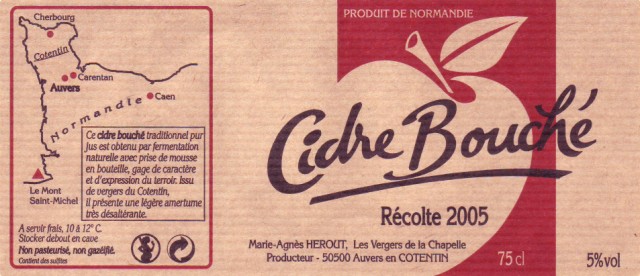 Cherbourg
Cotentin
Carentan
Auvers
Caen
Normandie
Le Mont
Saint-Michel
Ce cidre bouché traditionnel pur
jus est obtenu par fermentation
naturelle avec prise de mousse
en bouteille, gage de caractère
et d'expression du terroir. Issu
de vergers du Cotentin,
il présente une légère amertume
très désaltérante.
A servir frais, 10 à 12° C.
Stocker debout en cave
Non pasteurisé, non gazéifié.
Contient des sulfites
PRODUIT DE NORMANDIE
Cidre Bouché
Récolte 2005
Marie-Agnès HEROUT, Les Vergers de la Chapelle
Producteur - 50500 Auvers en COTENTIN
75 cl
5%vol